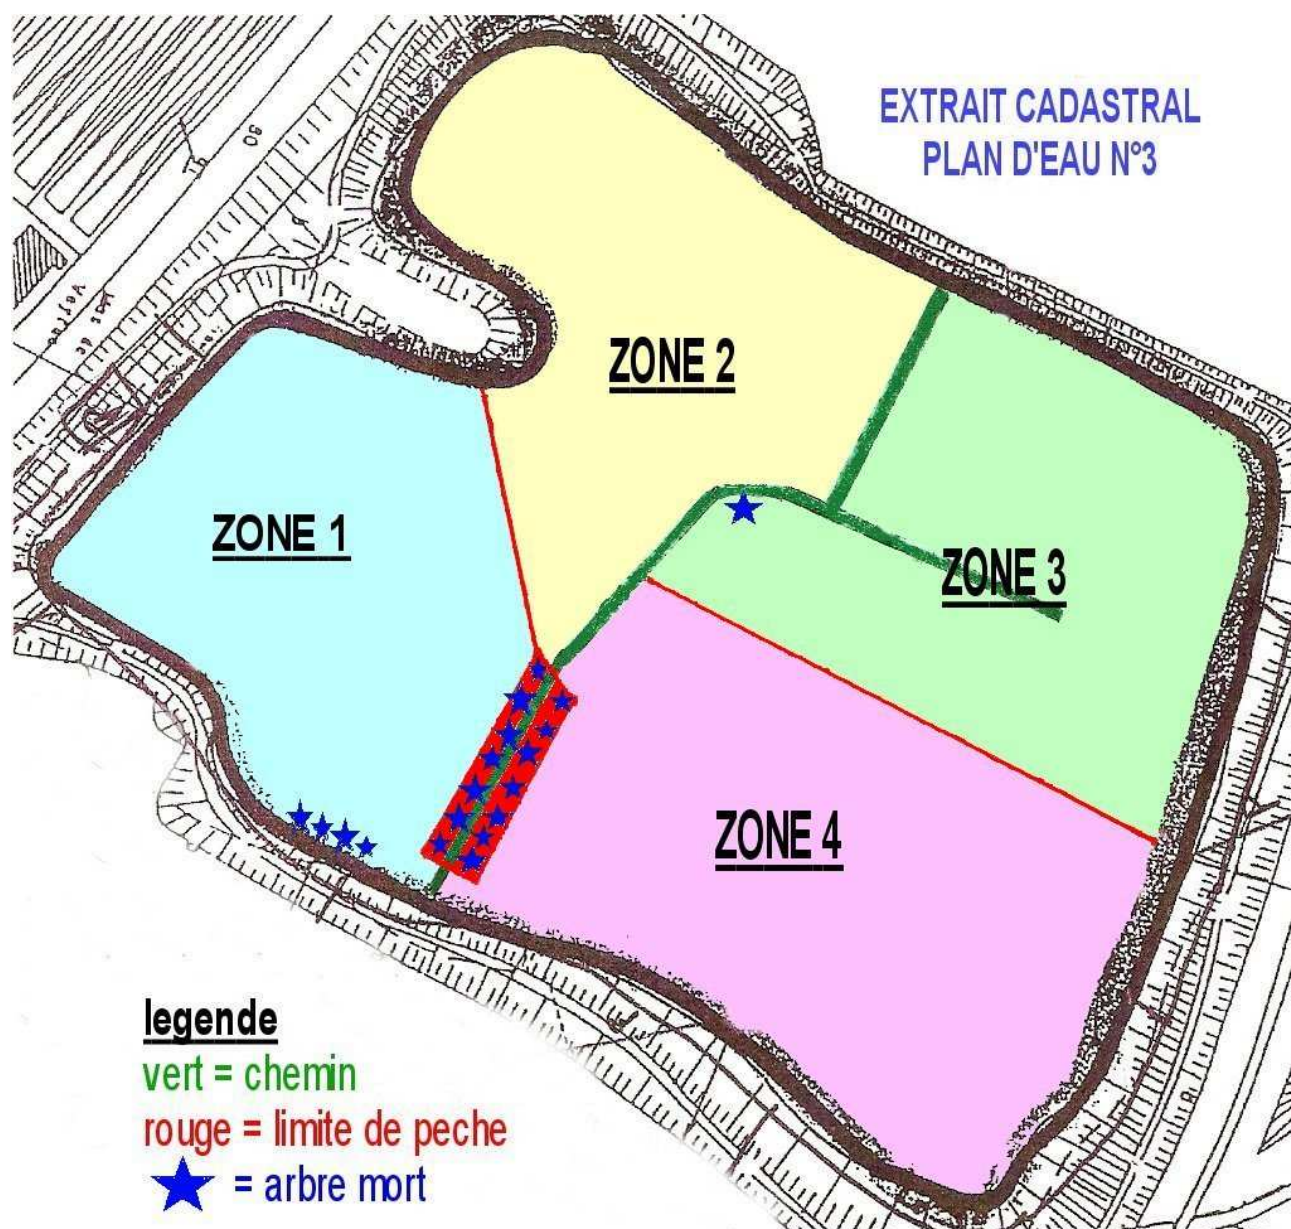 EXTRAIT CADASTRAL
PLAN D'EAU N°3
ZONE 2
ZONE 1
ZONE 3
ZONE 4
legende
vert = chemin
rouge = limite de peche
= arbre mort